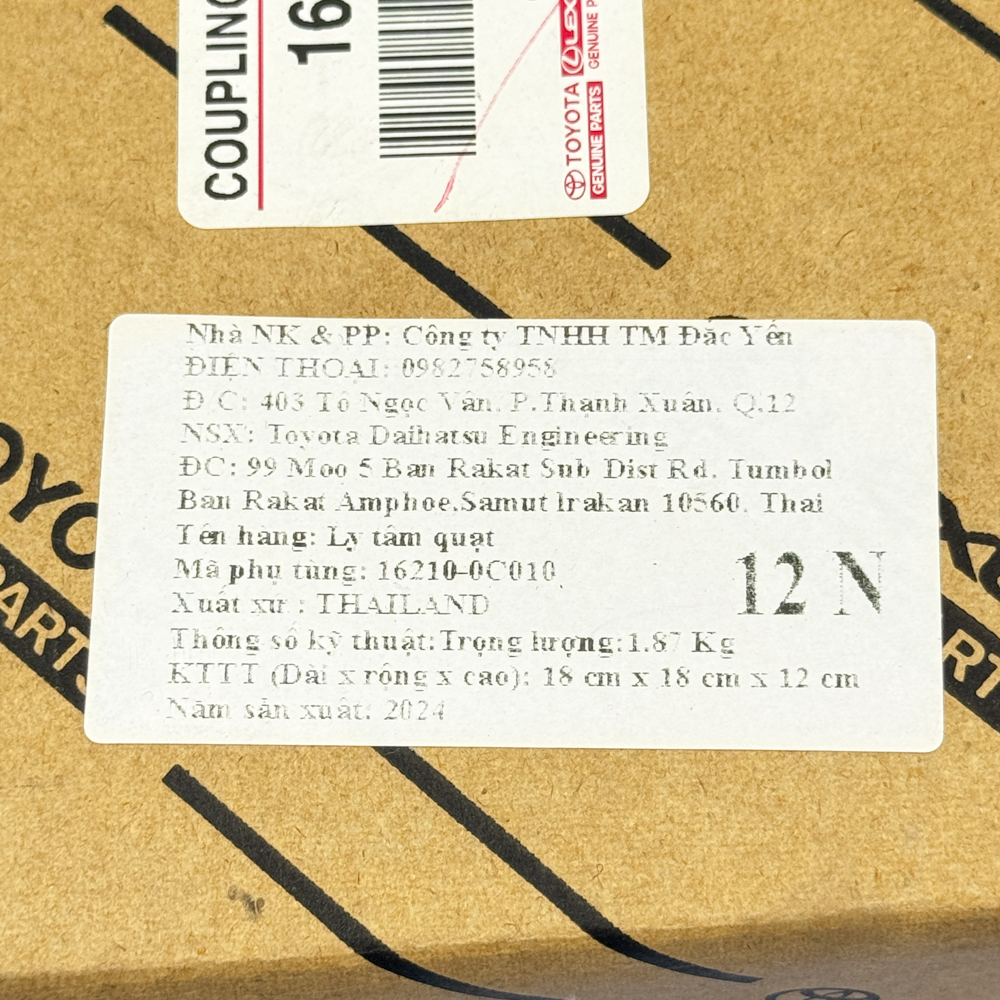 COUPLING
16
TOYOTA LEXUS
GENUINE PARTS GENUINE PARTS
Nhà NK & PP: Công ty TNHH TM Đắc Yến
ĐIỆN THOẠI: 0982758958
Đ/C: 403 Tô Ngọc Vân, P.Thạnh Xuân, Q.12
NSX: Toyota Daihatsu Engineering
ĐC: 99 Moo 5 Ban Rakat Sub Dist Rd. Tumbol
Ban Rakat Amphoe.Samut Irakan 10560. Thai
Tên hàng: Ly tâm quạt
Mã phụ tùng: 16210-0C010
Xuất xứ : THAILAND
12 N
Thông số kỹ thuật:Trọng lượng:1.87 Kg
KTTT (Dài x rộng x cao): 18 cm x 18 cm x 12 cm
Năm sản xuất: 2024